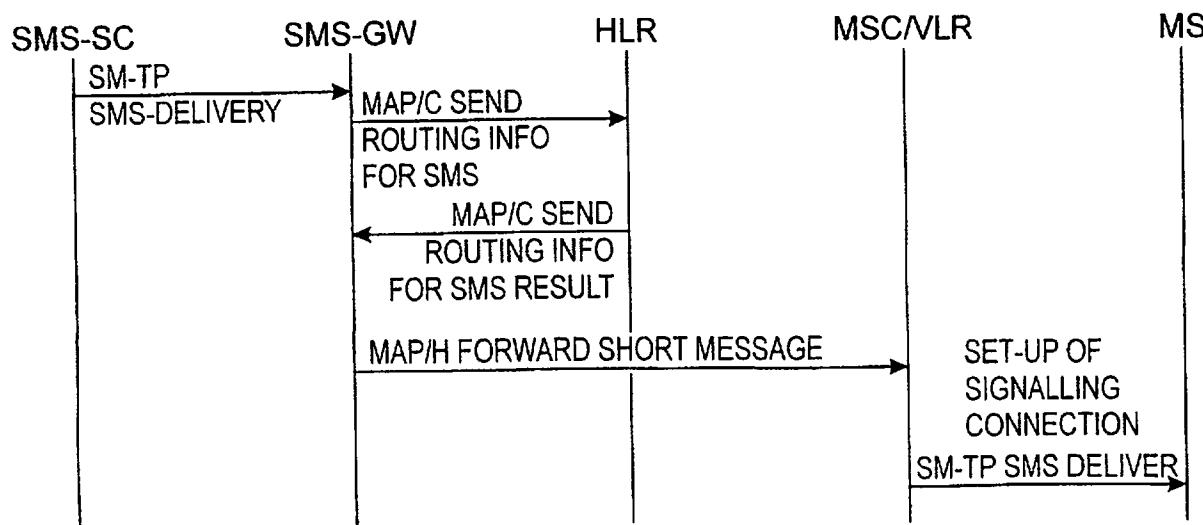 SMS-SC SMS-GW HLR MSC/VLR MS
SM-TP
SMS-DELIVERY
MAP/C SEND
ROUTING INFO
FOR SMS
MAP/C SEND
ROUTING INFO
FOR SMS RESULT
MAP/H FORWARD SHORT MESSAGE
SET-UP OF
SIGNALLING
CONNECTION
SM-TP SMS DELIVER